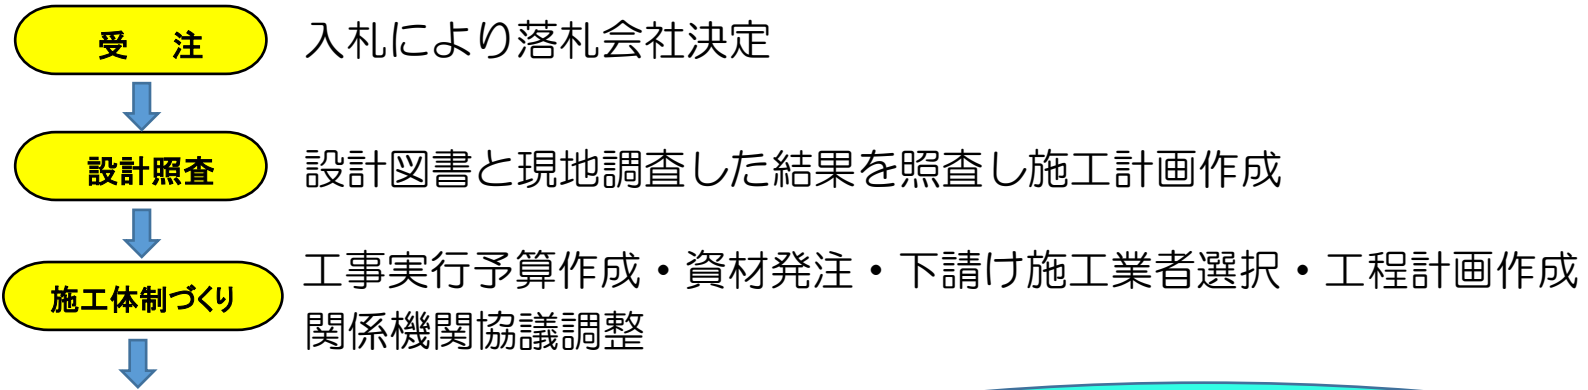 受 注
入札により落札会社決定
設計照査
設計図書と現地調査した結果を照査し施工計画作成
施工体制づくり
工事実行予算作成・資材発注・下請け施工業者選択・工程計画作成
関係機関協議調整